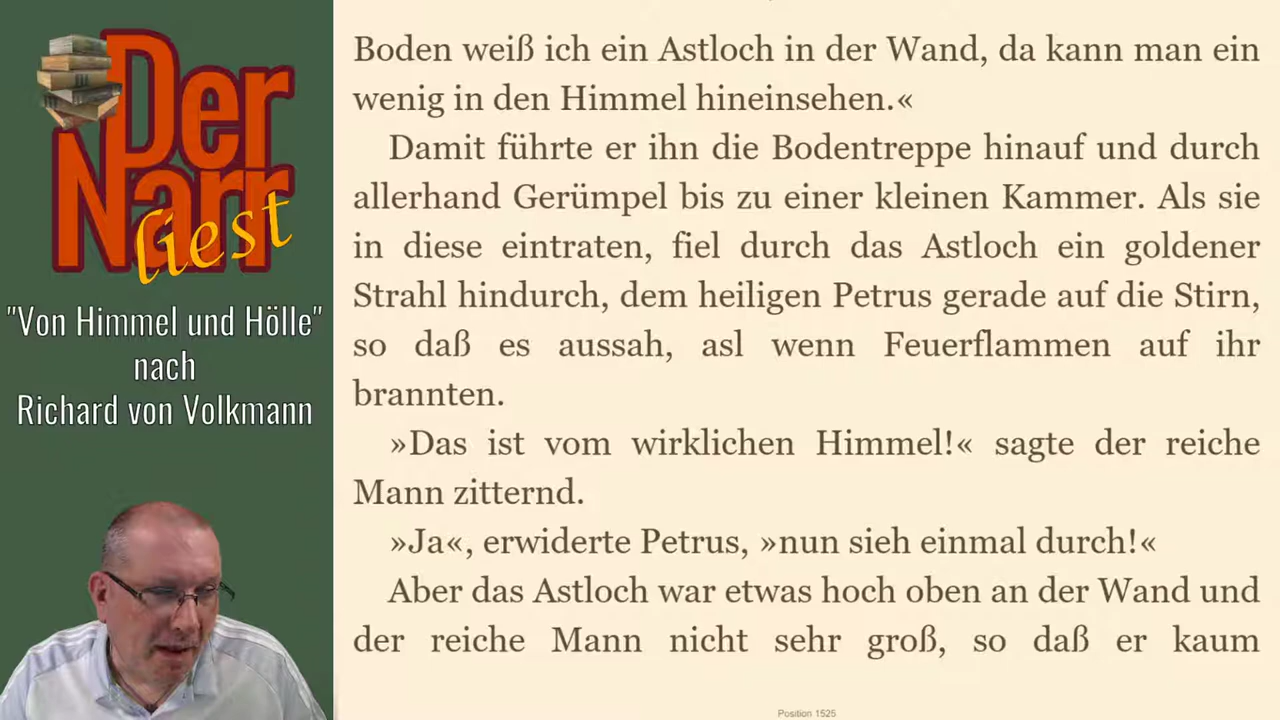 Der
Narr
liest
"Von Himmel und Hölle"
nach
Richard von Volkmann
Boden weiß ich ein Astloch in der Wand, da kann man ein
wenig in den Himmel hineinsehen.«
Damit führte er ihn die Bodentreppe hinauf und durch
allerhand Gerümpel bis zu einer kleinen Kammer. Als sie
in diese eintraten, fiel durch das Astloch ein goldener
Strahl hindurch, dem heiligen Petrus gerade auf die Stirn,
so daß es aussah, asl wenn Feuerflammen auf ihr
brannten.
»Das ist vom wirklichen Himmel!« sagte der reiche
Mann zitternd.
»Ja«, erwiderte Petrus, »nun sieh einmal durch!«
Aber das Astloch war etwas hoch oben an der Wand und
der reiche Mann nicht sehr groß, so daß er kaum
Position 1525